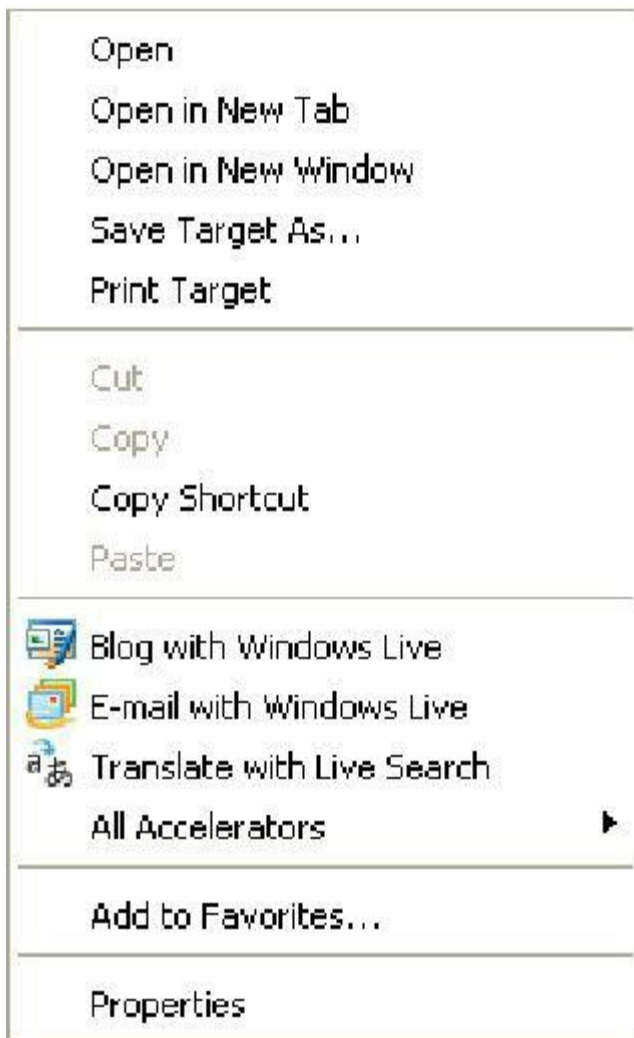 Open
Open in New Tab
Open in New Window
Save Target As...
Print Target
Cut
Copy
Copy Shortcut
Paste
Blog with Windows Live
E-mail with Windows Live
Translate with Live Search
All Accelerators
Add to Favorites...
Properties